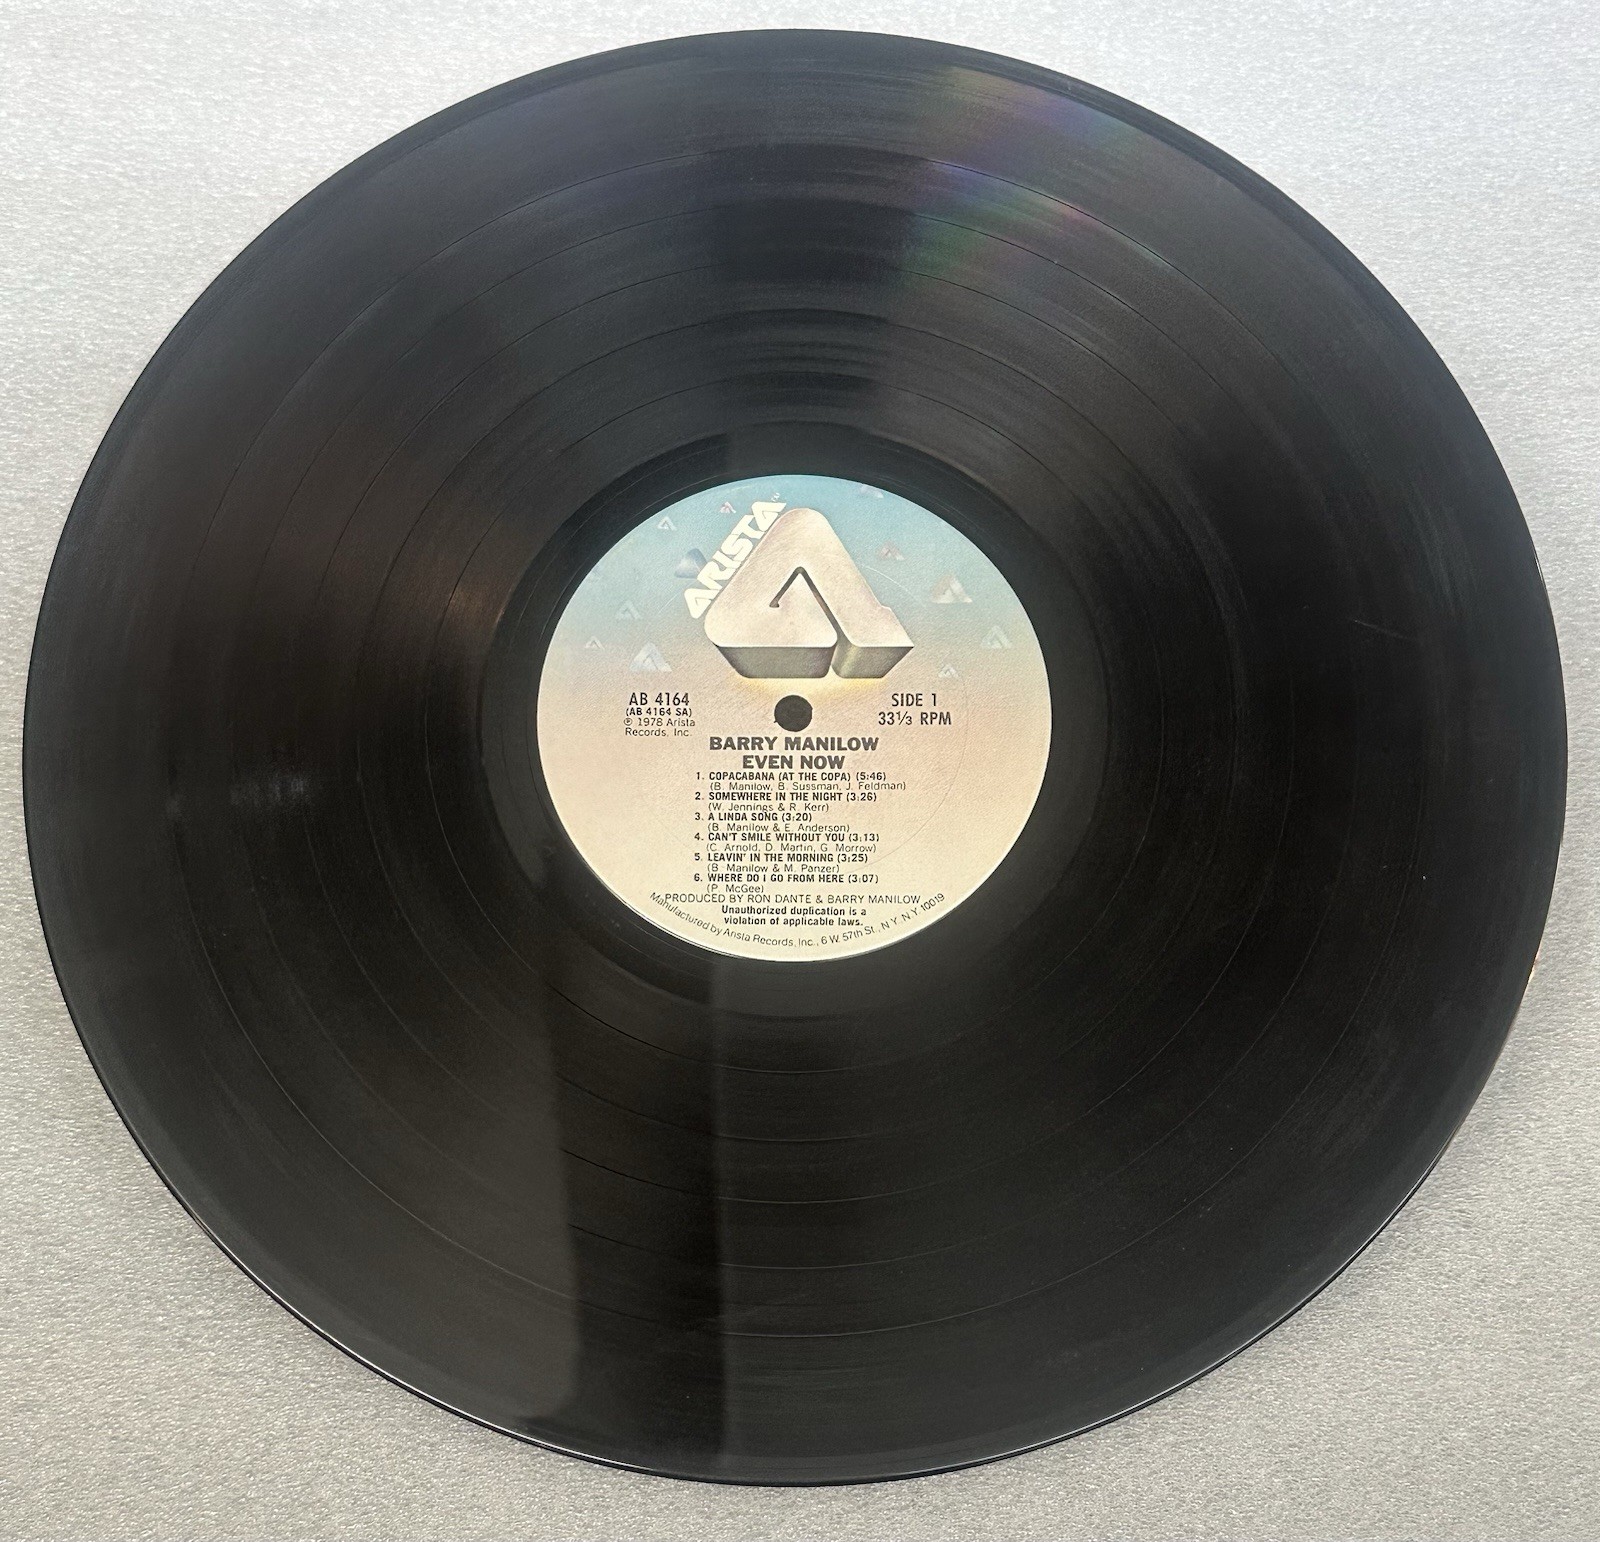 ARISTA™
AB 4164
(AB 4164 SA)
℗ 1978 Arista
Records, Inc.
SIDE 1
33⅓ RPM
BARRY MANILOW
EVEN NOW
1. COPACABANA (AT THE COPA) (5:46)
(B. Manilow, B. Sussman, J. Feldman)
2. SOMEWHERE IN THE NIGHT (3:26)
(W. Jennings & R. Kerr)
3. A LINDA SONG (3:20)
(B. Manilow & E. Anderson)
4. CAN'T SMILE WITHOUT YOU (3:13)
(C. Arnold, D. Martin, G. Morrow)
5. LEAVIN' IN THE MORNING (3:25)
(B. Manilow & M. Panzer)
6. WHERE DO I GO FROM HERE (3:07)
(P. McGee)
PRODUCED BY RON DANTE & BARRY MANILOW
Unauthorized duplication is a
violation of applicable laws.
Manufactured by Arista Records, Inc., 6 W. 57th St., N.Y. N.Y. 10019